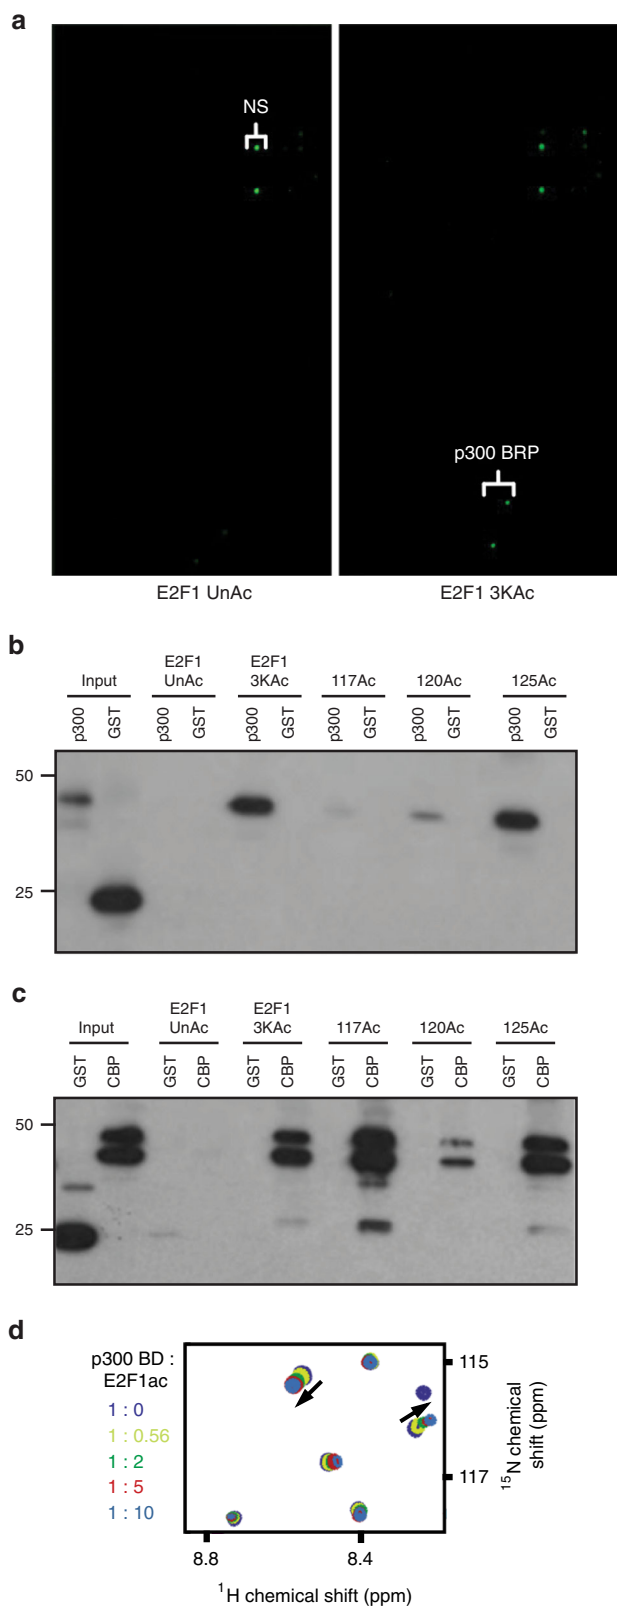 a
NS
p300 BRP
E2F1 UnAc
E2F1 3KAc
b
Input
E2F1 UnAc
E2F1 3KAc
117Ac
120Ac
125Ac
p300 GST p300 GST p300 GST p300 GST p300 GST p300 GST
50
25
c
Input
E2F1 UnAc
E2F1 3KAc
117Ac
120Ac
125Ac
GST CBP GST CBP GST CBP GST CBP GST CBP GST CBP
50
25
d
p300 BD :
E2F1ac
1 : 0
1 : 0.56
1 : 2
1 : 5
1 : 10
115
117
15N chemical
shift (ppm)
8.8
8.4
1H chemical shift (ppm)